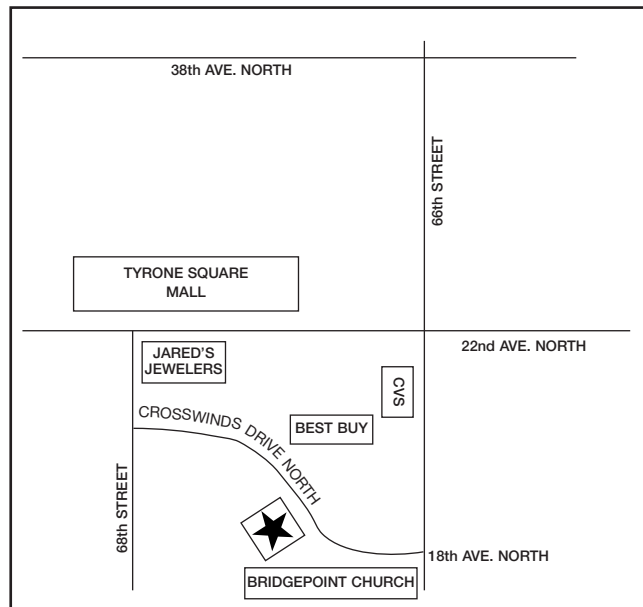 38th AVE. NORTH
66th STREET
TYRONE SQUARE
MALL
22nd AVE. NORTH
JARED'S
JEWELERS
CVS
CROSSWINDS DRIVE NORTH
BEST BUY
68th STREET
18th AVE. NORTH
BRIDGEPOINT CHURCH